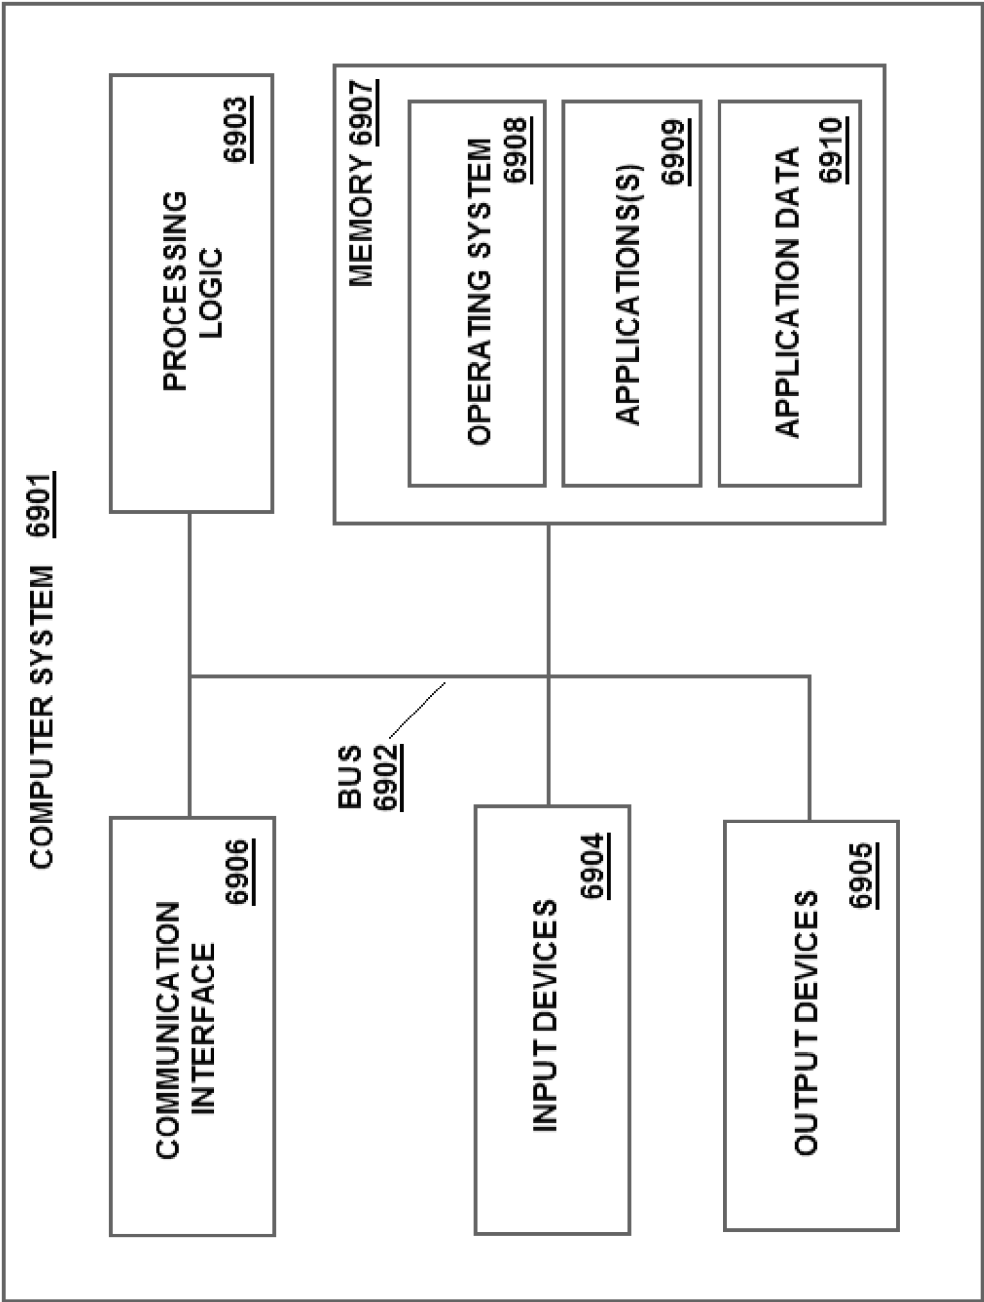 COMPUTER SYSTEM 6901
COMMUNICATION
INTERFACE
6906
PROCESSING
LOGIC
6903
BUS
6902
MEMORY 6907
OPERATING SYSTEM
6908
INPUT DEVICES
6904
APPLICATIONS(S)
6909
OUTPUT DEVICES
6905
APPLICATION DATA
6910